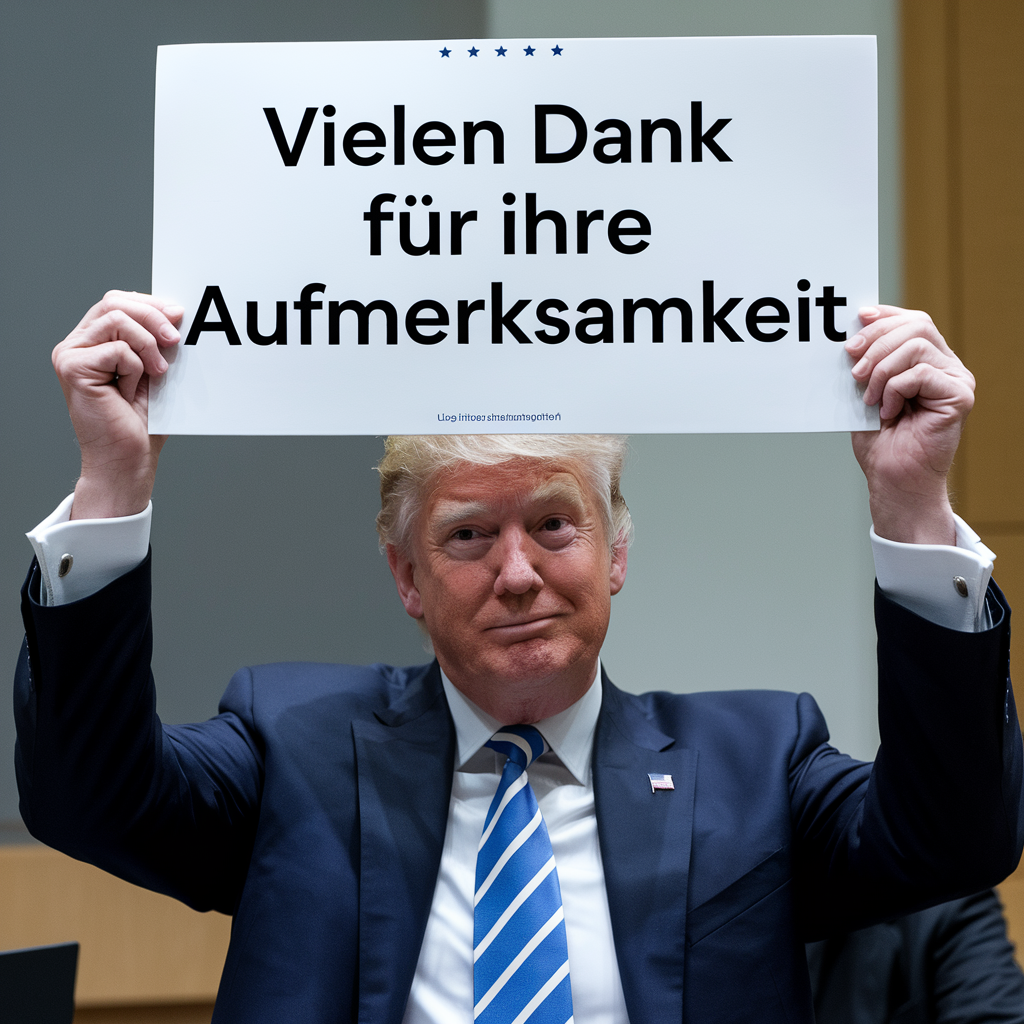 Vielen Dank
für ihre
Aufmerksamkeit